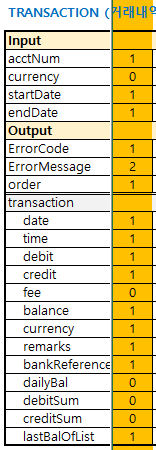 TRANSACTION (거래내역
Input
acctNum 1
currency 0
startDate 1
endDate 1
Output
ErrorCode 1
ErrorMessage 2
order 1
transaction
date 1
time 1
debit 1
credit 1
fee 0
balance 1
currency 1
remarks 1
bankReference 1
dailyBal 0
debitSum 0
creditSum 0
lastBalOfList 1